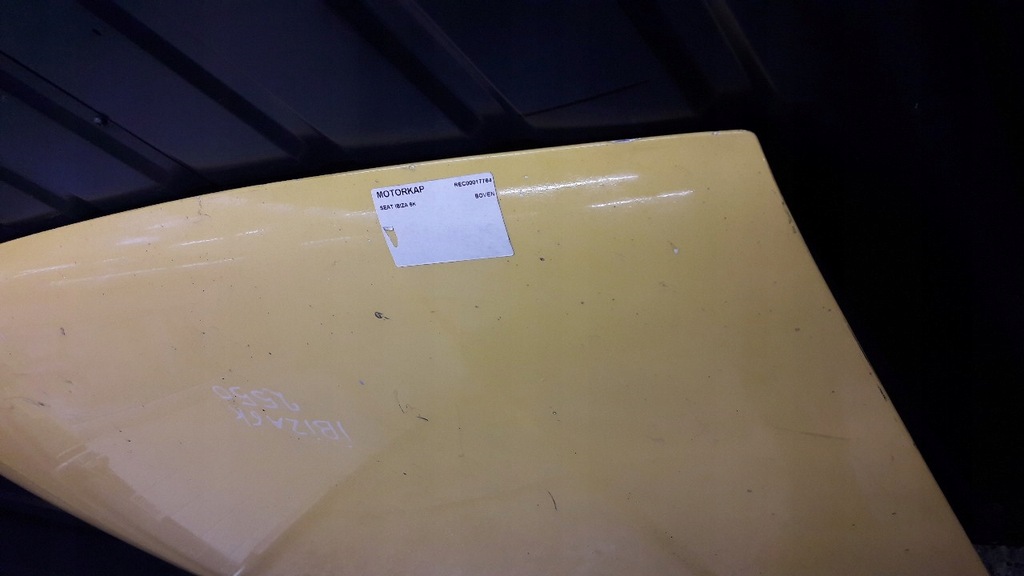 MOTORKAP REC00017764
BOVEN
SEAT IBIZA 6K
IBIZA 6K